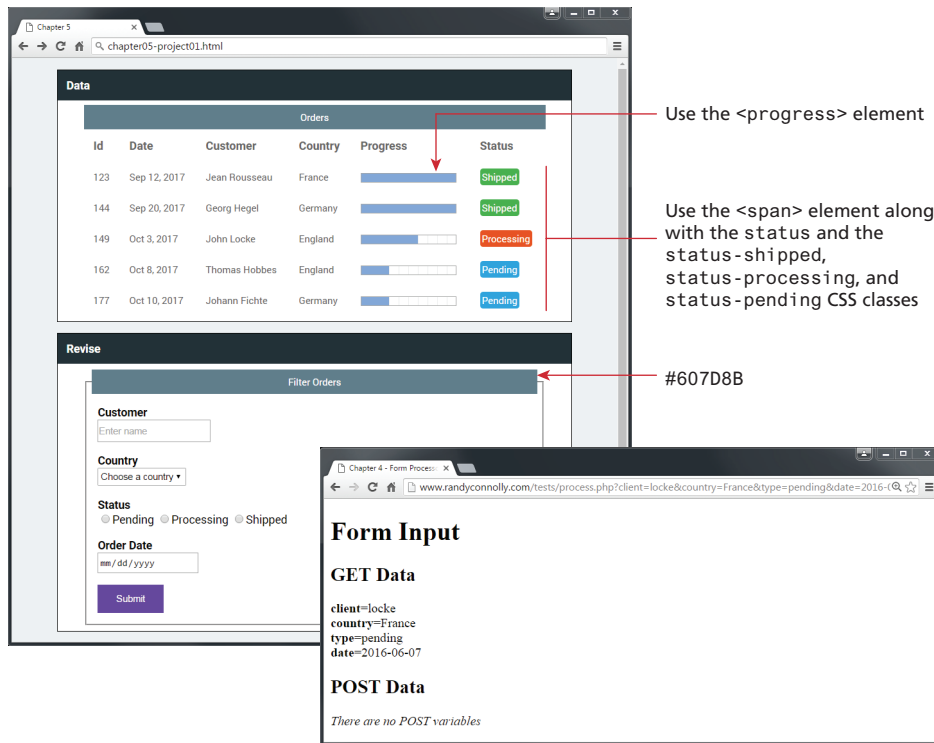 Chapter 5
chapter05-project01.html
Data
Orders
Id Date Customer Country Progress Status
123 Sep 12, 2017 Jean Rousseau France Shipped
144 Sep 20, 2017 Georg Hegel Germany Shipped
149 Oct 3, 2017 John Locke England Processing
162 Oct 8, 2017 Thomas Hobbes England Pending
177 Oct 10, 2017 Johann Fichte Germany Pending
Use the <progress> element
Use the <span> element along
with the status and the
status-shipped,
status-processing, and
status-pending CSS classes
Revise
Filter Orders
#607D8B
Customer
Enter name
Country
Choose a country
Status
Pending Processing Shipped
Order Date
mm/dd/yyyy
Submit
Chapter 4 - Form Process
www.randyconnolly.com/tests/process.php?client=locke&country=France&type=pending&date=2016-
Form Input
GET Data
client=locke
country=France
type=pending
date=2016-06-07
POST Data
There are no POST variables